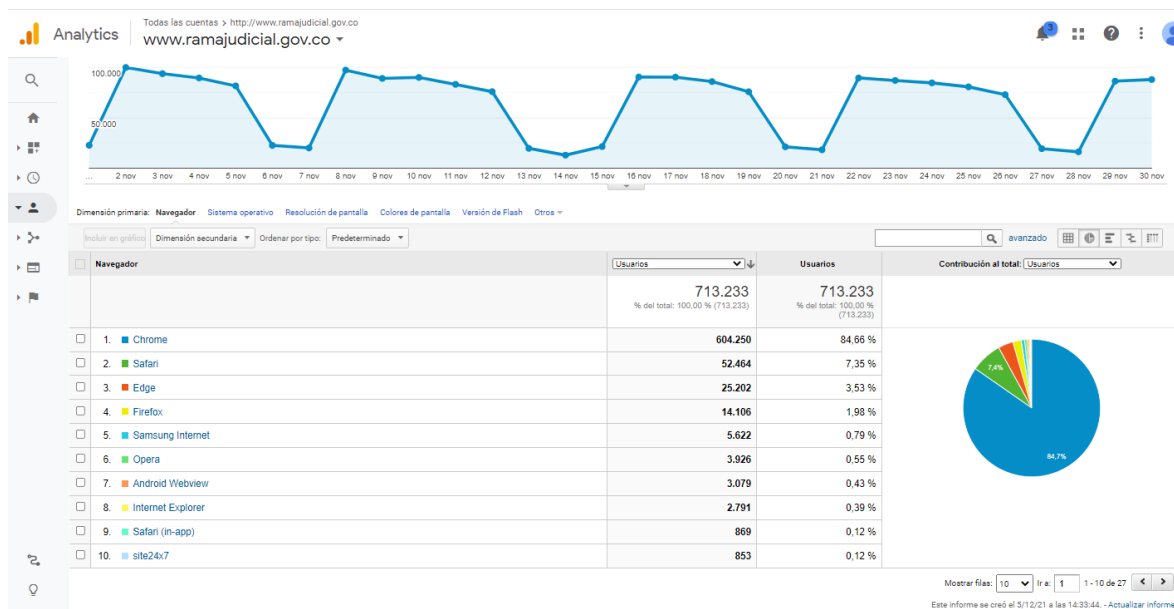 Todas las cuentas > http://www.ramajudicial.gov.co
Analytics
www.ramajudicial.gov.co
3
100.000
50.000
... 2 nov 3 nov 4 nov 5 nov 6 nov 7 nov 8 nov 9 nov 10 nov 11 nov 12 nov 13 nov 14 nov 15 nov 16 nov 17 nov 18 nov 19 nov 20 nov 21 nov 22 nov 23 nov 24 nov 25 nov 26 nov 27 nov 28 nov 29 nov 30 nov
Dimensión primaria: Navegador Sistema operativo Resolución de pantalla Colores de pantalla Versión de Flash Otros
Incluir en gráfico Dimensión secundaria Ordenar por tipo: Predeterminado avanzado
Navegador Usuarios Usuarios Contribución al total: Usuarios
713.233 713.233
% del total: 100,00 % (713.233) % del total: 100,00 %
(713.233)
1. Chrome 604.250 84,66 %
2. Safari 52.464 7,35 %
3. Edge 25.202 3,53 %
4. Firefox 14.106 1,98 %
5. Samsung Internet 5.622 0,79 %
6. Opera 3.926 0,55 %
7. Android Webview 3.079 0,43 %
8. Internet Explorer 2.791 0,39 %
9. Safari (in-app) 869 0,12 %
10. site24x7 853 0,12 %
7,4%
84,7%
Mostrar filas: 10 Ir a: 1 1 - 10 de 27
Este informe se creó el 5/12/21 a las 14:33:44. - Actualizar informe